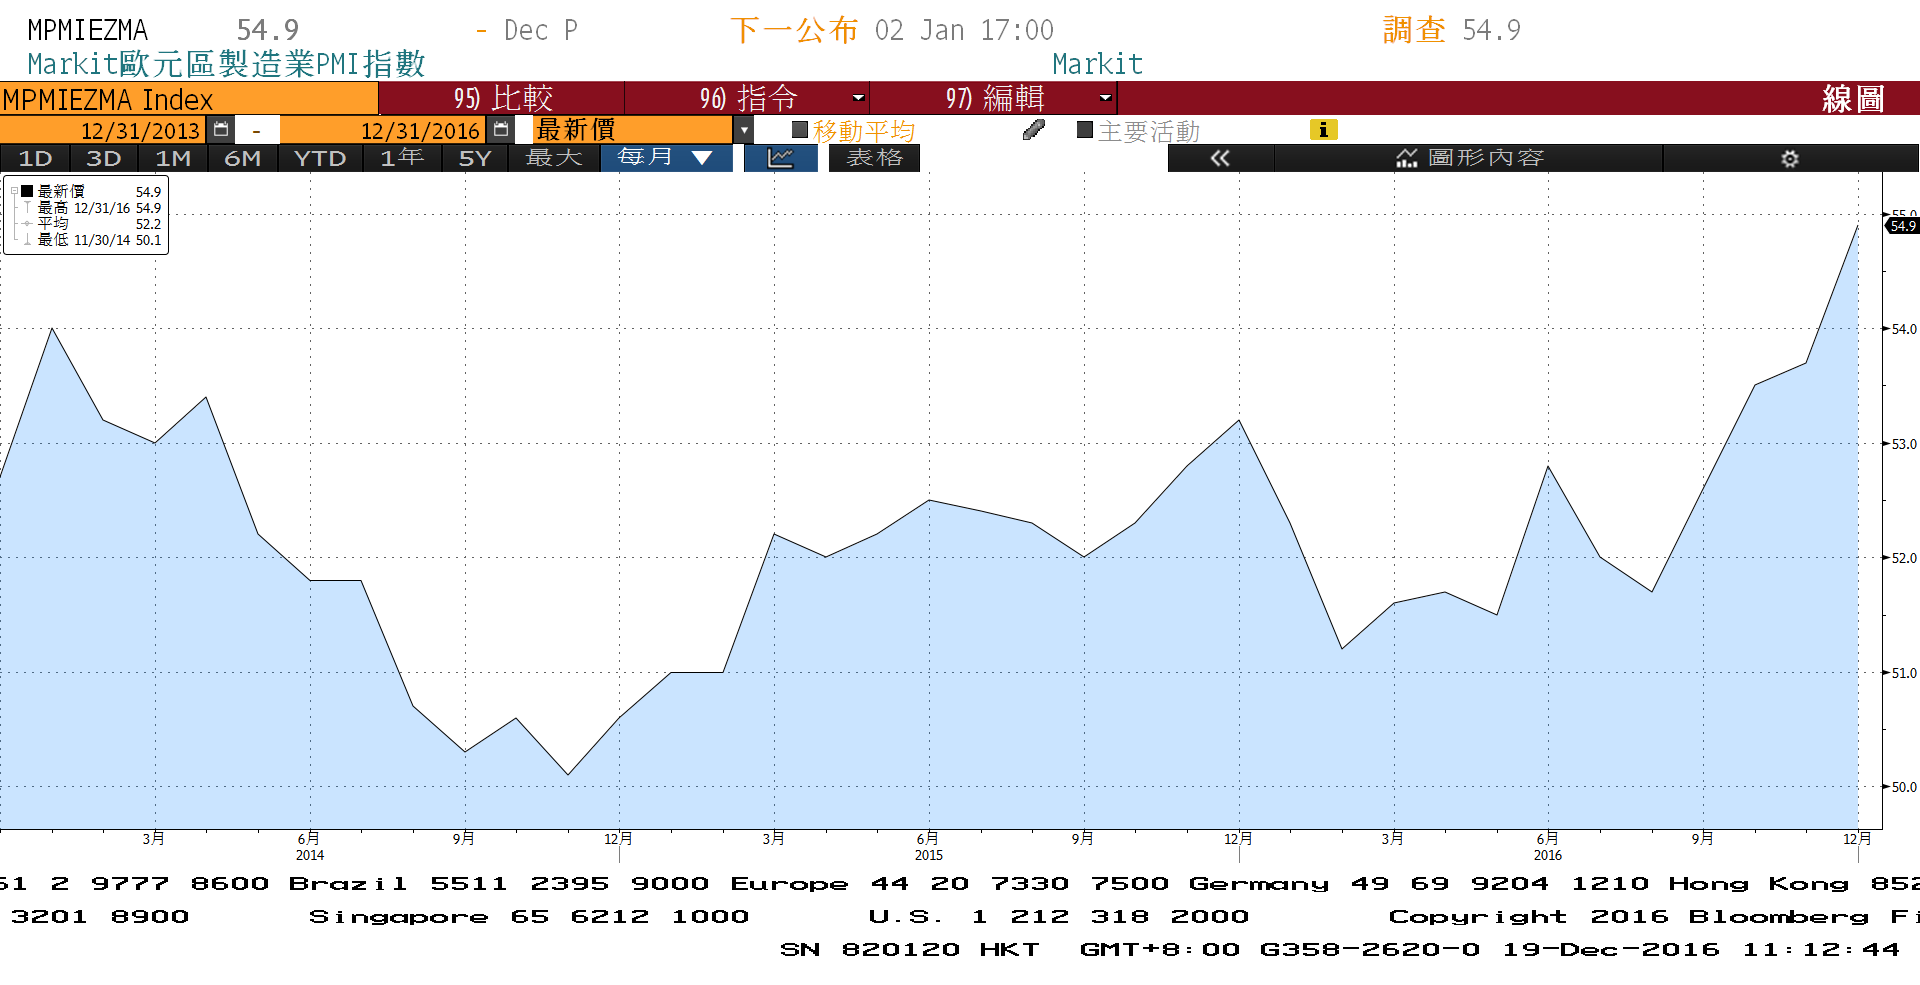 MPMIEZMA 54.9 - Dec P 下一公布 02 Jan 17:00 調查 54.9
Markit歐元區製造業PMI指數 Markit
MPMIEZMA Index 95) 比較 96) 指令 97) 編輯 線圖
12/31/2013 - 12/31/2016 最新價 移動平均 主要活動
1D 3D 1M 6M YTD 1年 5Y 最大 每月 ▼ 表格 « 圖形內容
最新價 54.9
最高 12/31/16 54.9
平均 52.2
最低 11/30/14 50.1
55.0
54.9
54.0
53.0
52.0
51.0
50.0
3月 6月 9月 12月 3月 6月 9月 12月 3月 6月 9月 12月
2014 2015 2016
61 2 9777 8600 Brazil 5511 2395 9000 Europe 44 20 7330 7500 Germany 49 69 9204 1210 Hong Kong 852
3201 8900 Singapore 65 6212 1000 U.S. 1 212 318 2000 Copyright 2016 Bloomberg Fi
SN 820120 HKT GMT+8:00 G358-2620-0 19-Dec-2016 11:12:44